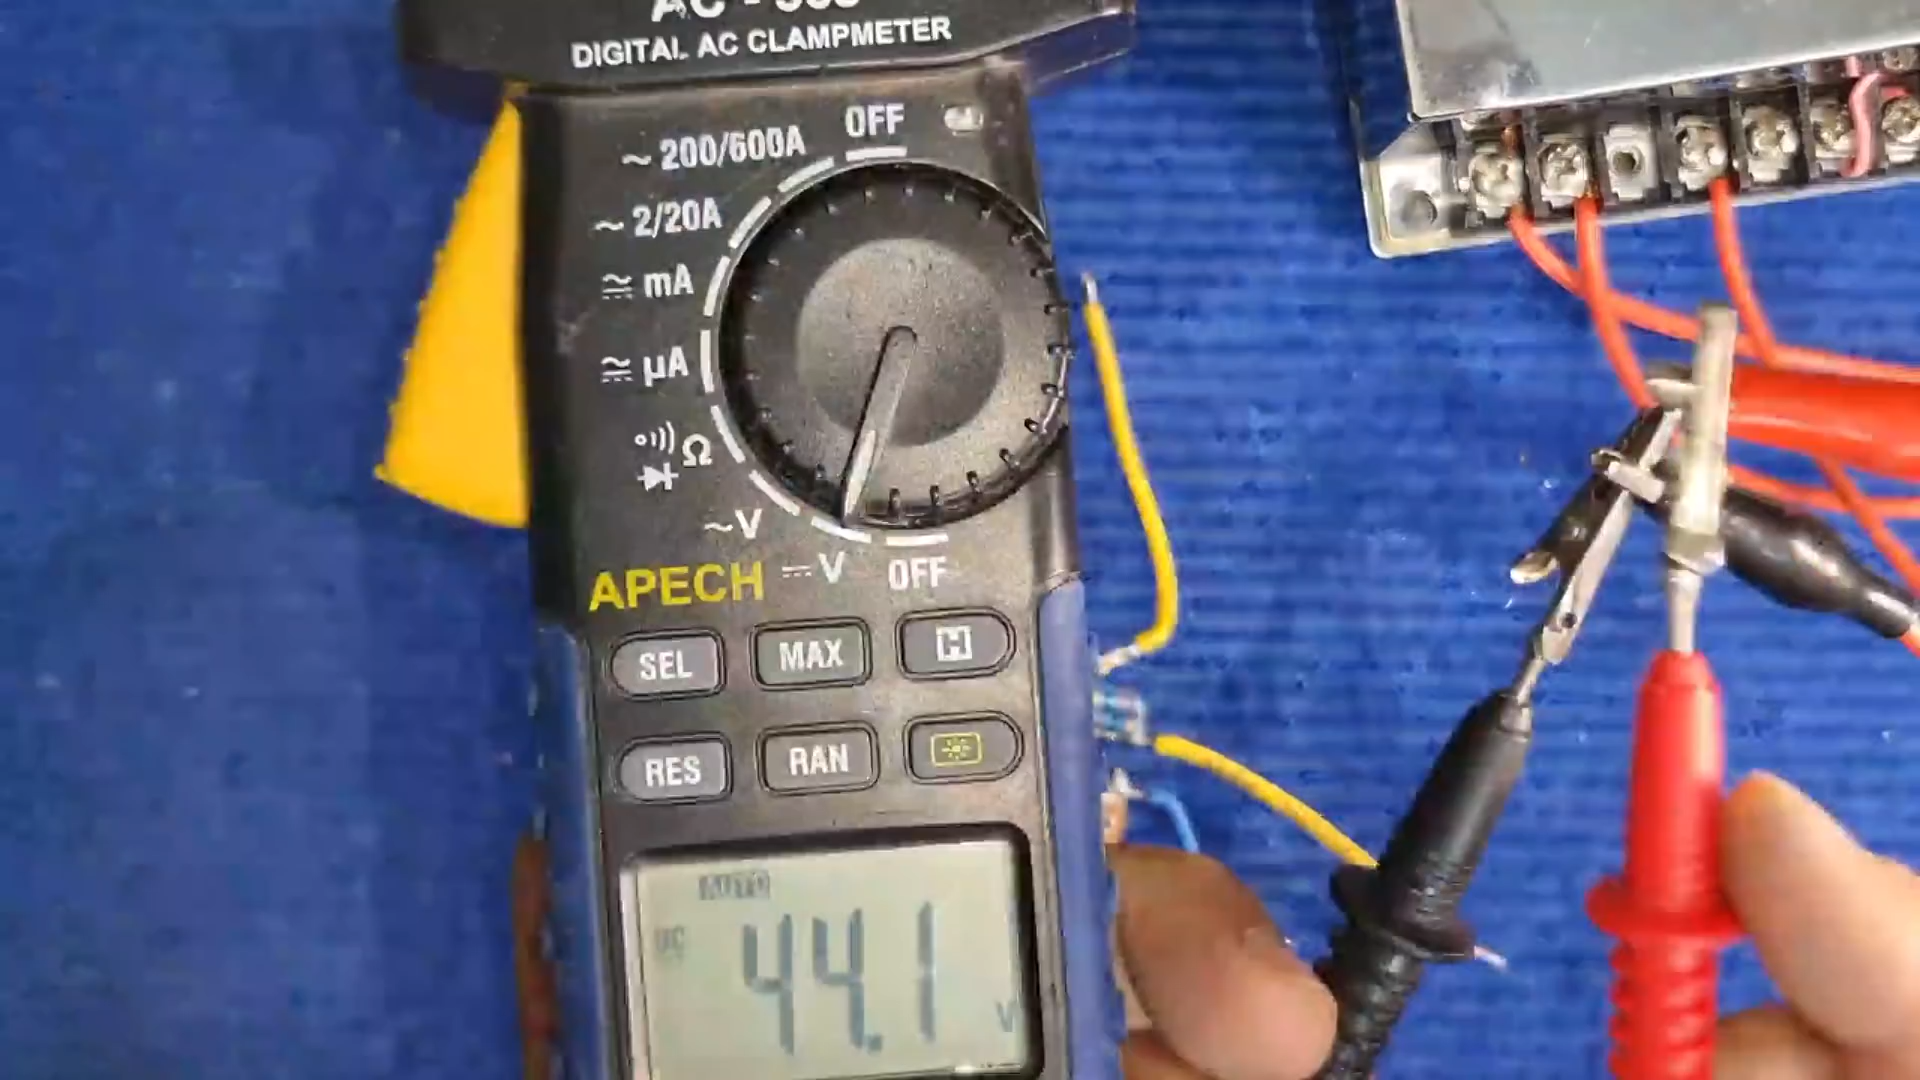 DIGITAL AC CLAMPMETER
OFF
~ 200/600A
~ 2/20A
mA
µA
Ω
~V
V
OFF
APECH
SEL
MAX
H
RES
RAN
AUTO
DC
44.1
V